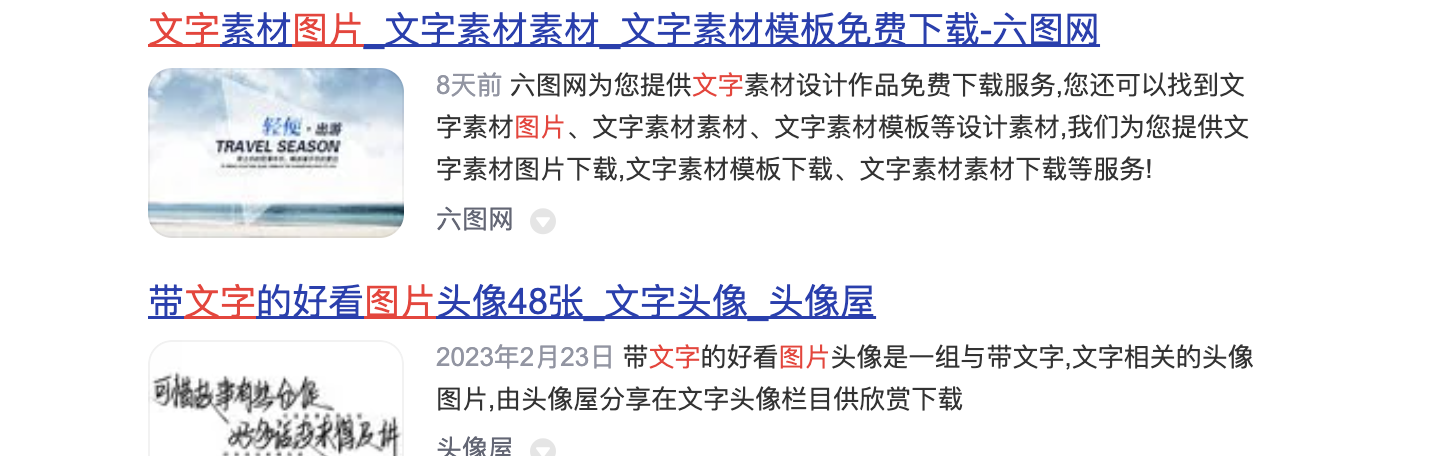 文字素材图片_文字素材素材_文字素材模板免费下载-六图网
轻便·出游
TRAVEL SEASON
8天前 六图网为您提供文字素材设计作品免费下载服务,您还可以找到文
字素材图片、文字素材素材、文字素材模板等设计素材,我们为您提供文
字素材图片下载,文字素材模板下载、文字素材素材下载等服务!
六图网
带文字的好看图片头像48张_文字头像_头像屋
可惜故事有些仓促
好多话都来得及讲
2023年2月23日 带文字的好看图片头像是一组与带文字,文字相关的头像
图片,由头像屋分享在文字头像栏目供欣赏下载
头像屋